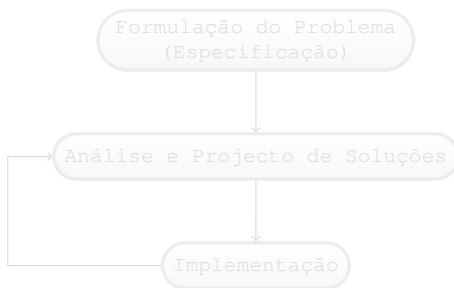 Formulação do Problema
(Especificação)
Análise e Projecto de Soluções
Implementação